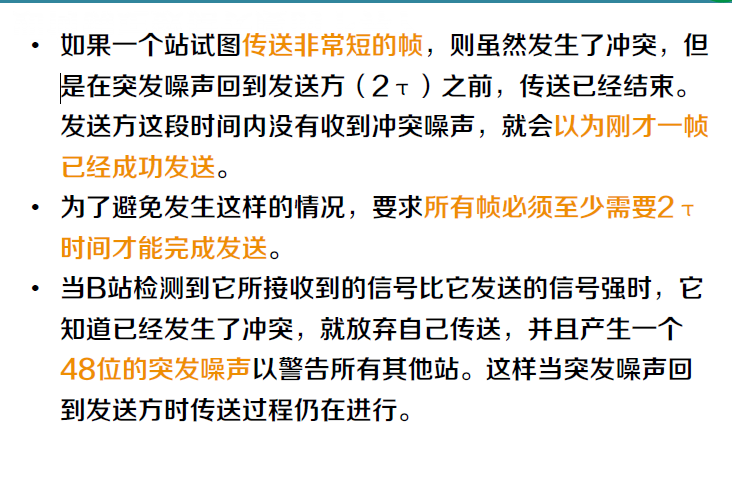 • 如果一个站试图传送非常短的帧，则虽然发生了冲突，但
是在突发噪声回到发送方（2τ）之前，传送已经结束。
发送方这段时间内没有收到冲突噪声，就会以为刚才一帧
已经成功发送。
• 为了避免发生这样的情况，要求所有帧必须至少需要2τ
时间才能完成发送。
• 当B站检测到它所接收到的信号比它发送的信号强时，它
知道已经发生了冲突，就放弃自己传送，并且产生一个
48位的突发噪声以警告所有其他站。这样当突发噪声回
到发送方时传送过程仍在进行。